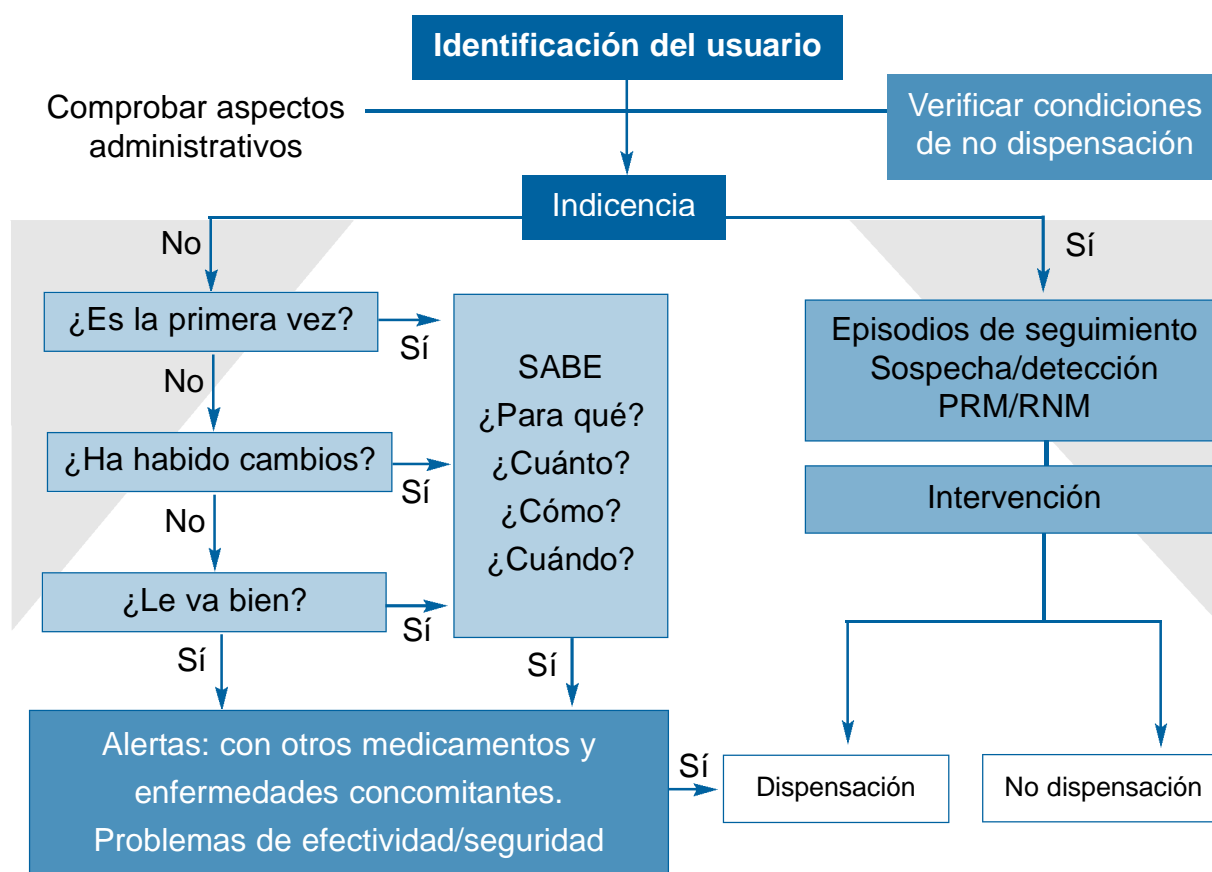 Identificación del usuario
Comprobar aspectos
administrativos
Verificar condiciones
de no dispensación
Indicencia
No
Sí
¿Es la primera vez?
Sí
No
¿Ha habido cambios?
Sí
No
¿Le va bien?
Sí
Sí
SABE
¿Para qué?
¿Cuánto?
¿Cómo?
¿Cuándo?
Sí
Episodios de seguimiento
Sospecha/detección
PRM/RNM
Intervención
Alertas: con otros medicamentos y
enfermedades concomitantes.
Problemas de efectividad/seguridad
Sí
Dispensación
No dispensación